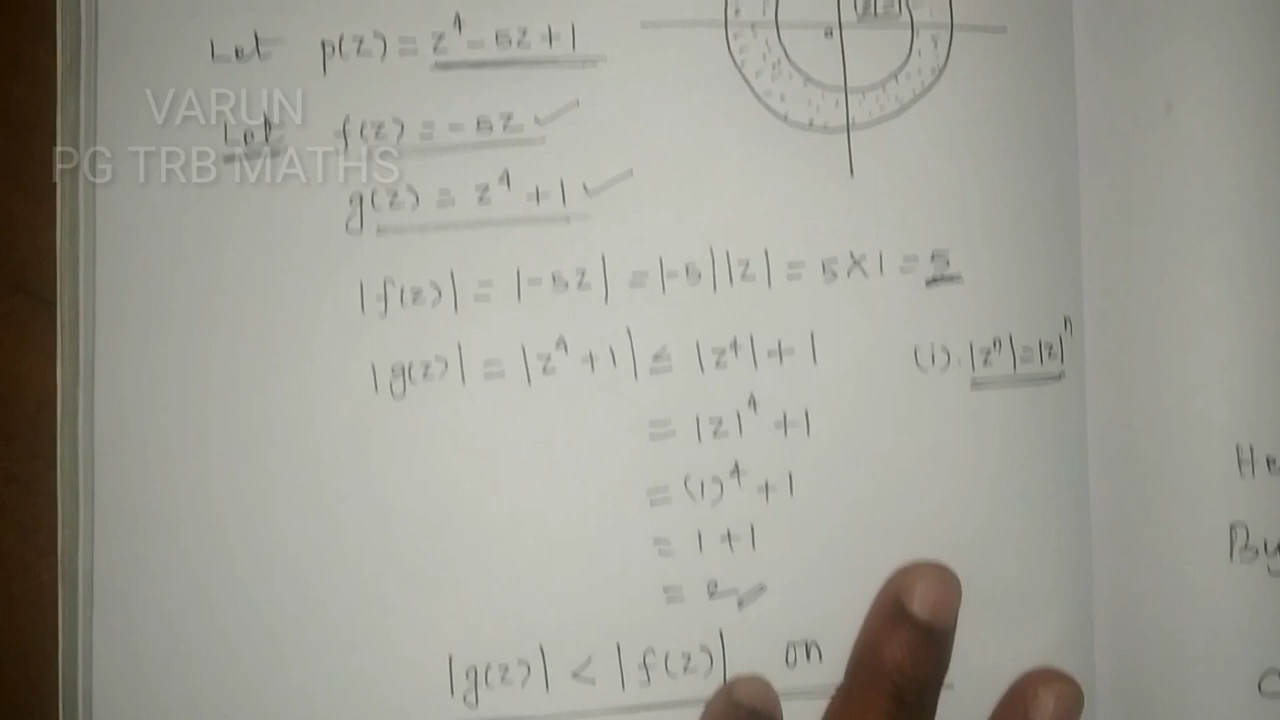 Let p(z) = z⁴ - 5z + 1
VARUN
Let f(z) = -5z ✓
PG TRB MATHS
g(z) = z⁴ + 1 ✓
|f(z)| = |-5z| = |-5||z| = 5 × 1 = 5
|g(z)| = |z⁴ + 1| ≤ |z⁴| + 1 (i). |zⁿ| = |z|ⁿ
= |z|⁴ + 1
= (1)⁴ + 1
= 1 + 1
= 2
|g(z)| < |f(z)| on